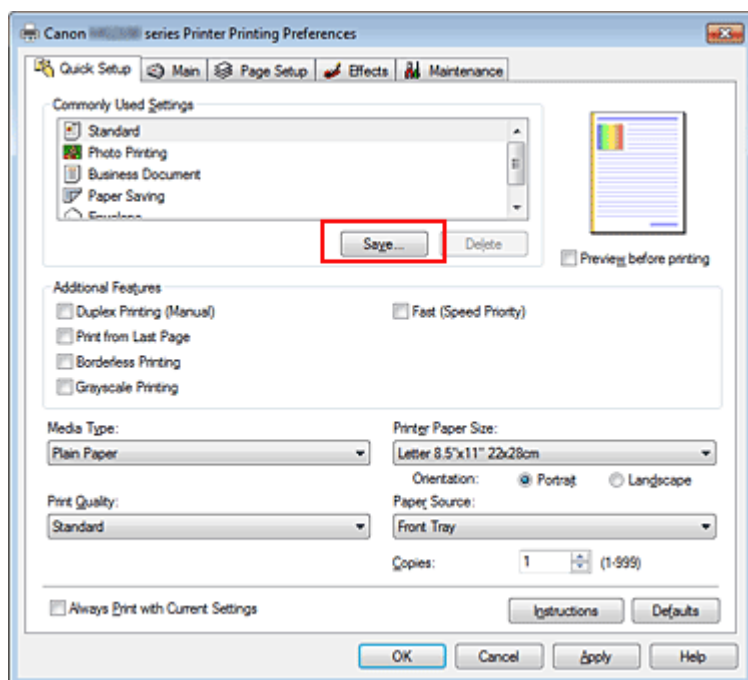 Canon series Printer Printing Preferences
Quick Setup Main Page Setup Effects Maintenance
Commonly Used Settings
Standard
Photo Printing
Business Document
Paper Saving
Envelope
Save... Delete
Preview before printing
Additional Features
Duplex Printing (Manual) Fast (Speed Priority)
Print from Last Page
Borderless Printing
Grayscale Printing
Media Type: Printer Paper Size:
Plain Paper Letter 8.5"x11" 22x28cm
Orientation: Portrait Landscape
Print Quality: Paper Source:
Standard Front Tray
Copies: 1 (1-999)
Always Print with Current Settings Instructions Defaults
OK Cancel Apply Help